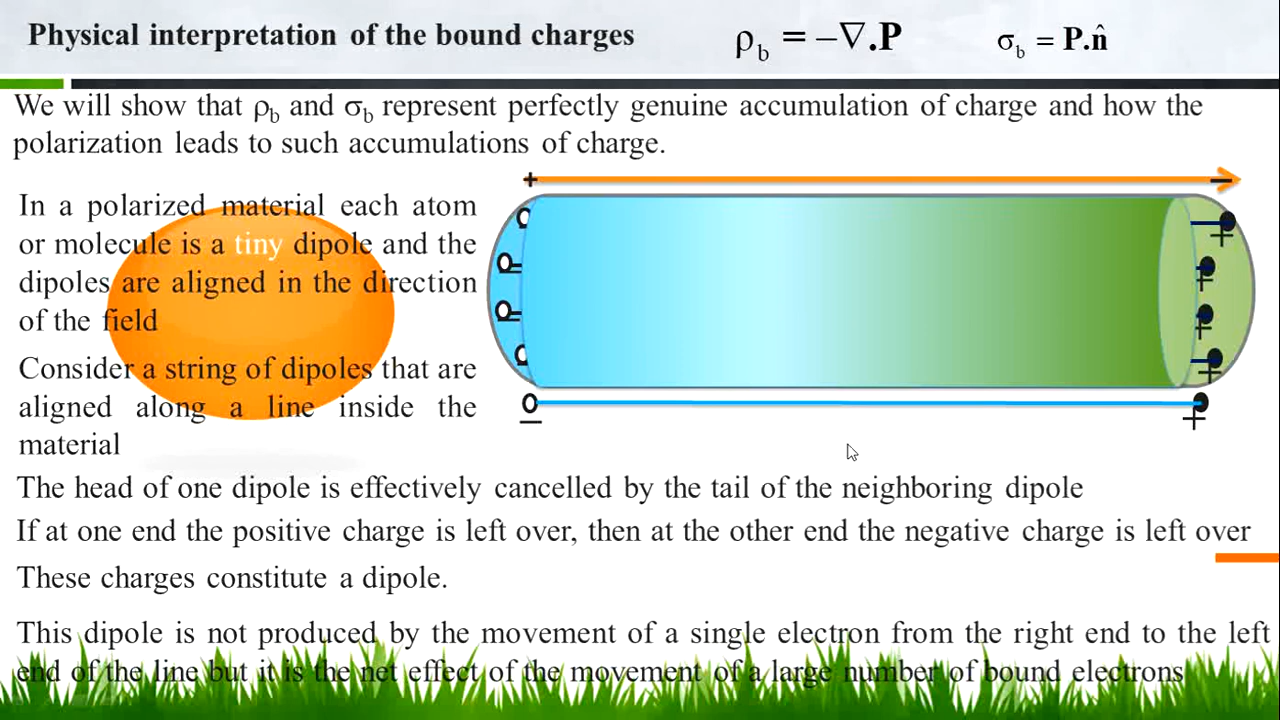 Physical interpretation of the bound charges
ρb = −∇.P
σb = P.n̂
We will show that ρb and σb represent perfectly genuine accumulation of charge and how the
polarization leads to such accumulations of charge.
In a polarized material each atom
or molecule is a tiny dipole and the
dipoles are aligned in the direction
of the field
Consider a string of dipoles that are
aligned along a line inside the
material
+ −
− +
The head of one dipole is effectively cancelled by the tail of the neighboring dipole
If at one end the positive charge is left over, then at the other end the negative charge is left over
These charges constitute a dipole.
This dipole is not produced by the movement of a single electron from the right end to the left
end of the line but it is the net effect of the movement of a large number of bound electrons